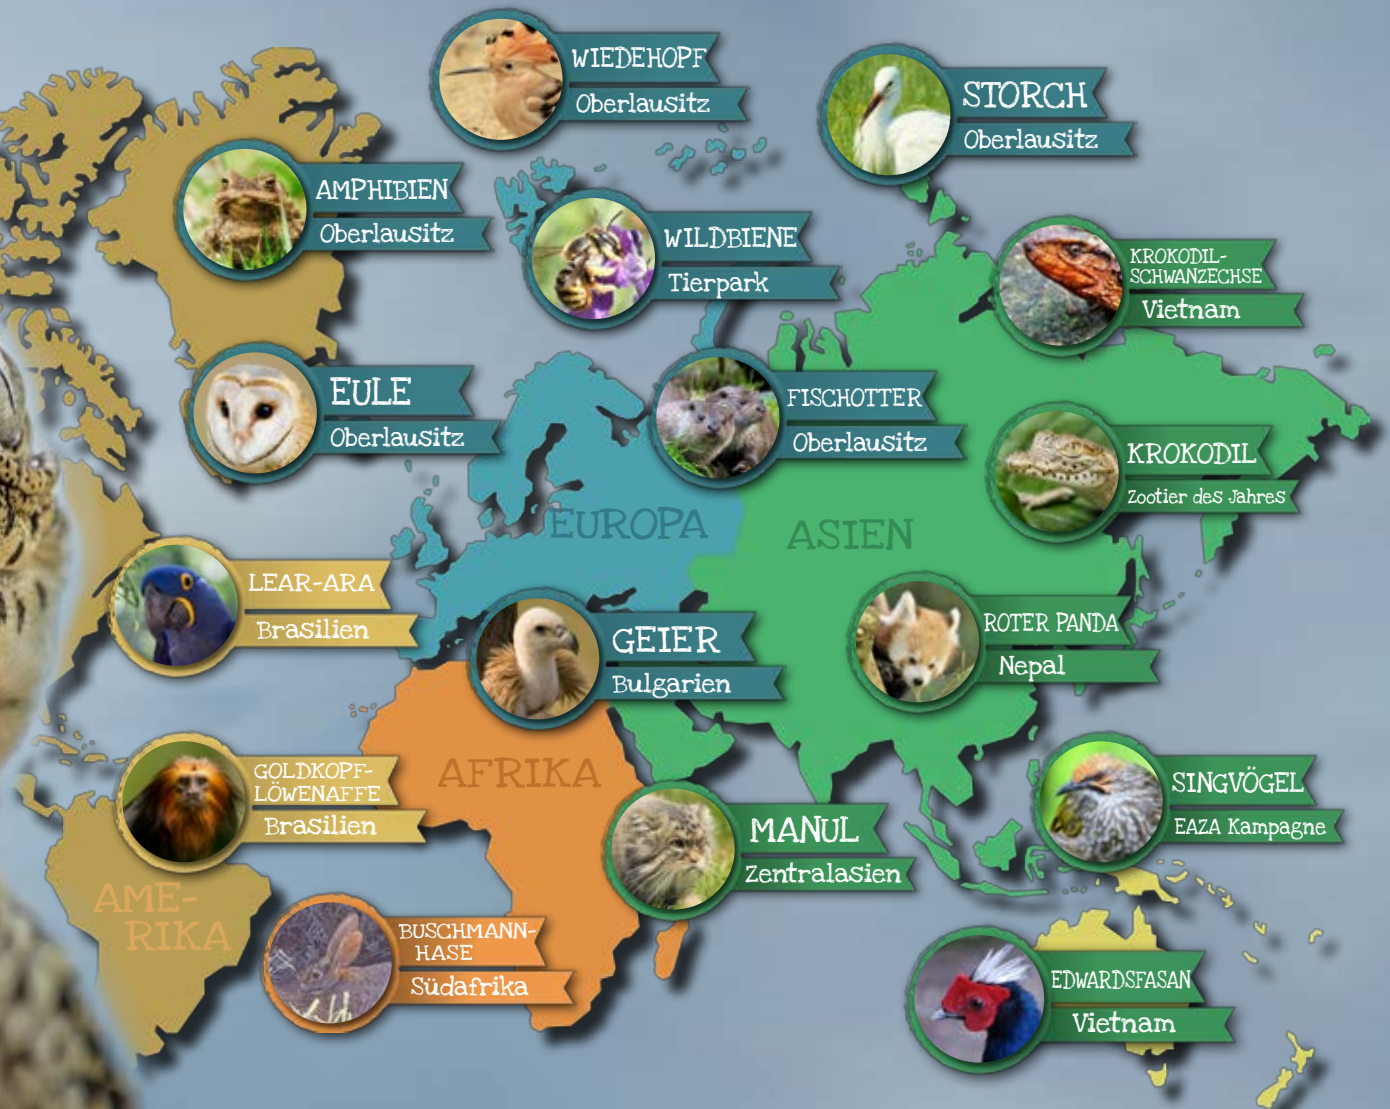 WIEDEHOPF
Oberlausitz
STORCH
Oberlausitz
AMPHIBIEN
Oberlausitz
WILDBIENE
Tierpark
KROKODIL-
SCHWANZECHSE
Vietnam
EULE
Oberlausitz
FISCHOTTER
Oberlausitz
KROKODIL
Zootier des Jahres
EUROPA
ASIEN
LEAR-ARA
Brasilien
GEIER
Bulgarien
ROTER PANDA
Nepal
AFRIKA
GOLDKOPF-
LÖWENAFFE
Brasilien
MANUL
Zentralasien
SINGVÖGEL
EAZA Kampagne
AME-
RIKA
BUSCHMANN-
HASE
Südafrika
EDWARDSFASAN
Vietnam